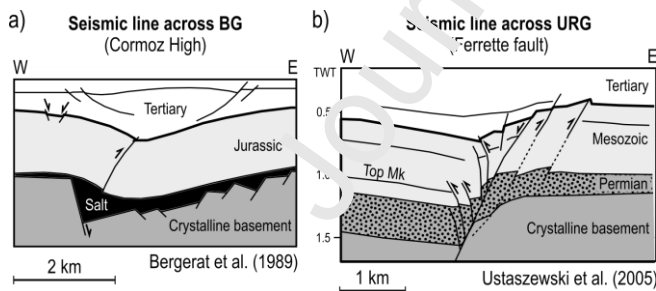 a)
Seismic line across BG
(Cormoz High)
W
E
Tertiary
Jurassic
Salt
Crystalline basement
2 km
Bergerat et al. (1989)
b)
Seismic line across URG
(Ferrette fault)
W
E
TWT
Tertiary
0.5
Mesozoic
Top Mk
1.0
Permian
Crystalline basement
1.5
1 km
Ustaszewski et al. (2005)
Journ